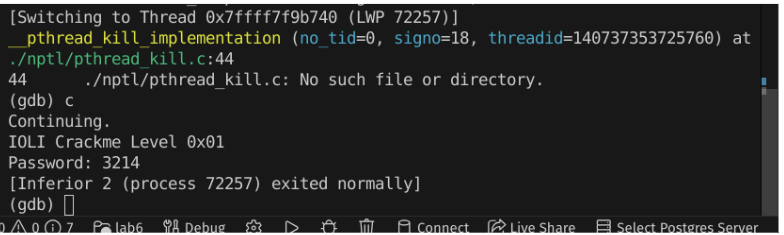 [Switching to Thread 0x7ffff7f9b740 (LWP 72257)]
__pthread_kill_implementation (no_tid=0, signo=18, threadid=140737353725760) at
./nptl/pthread_kill.c:44
44 ./nptl/pthread_kill.c: No such file or directory.
(gdb) c
Continuing.
IOLI Crackme Level 0x01
Password: 3214
[Inferior 2 (process 72257) exited normally]
(gdb)
0 0 7 lab6 Debug Connect Live Share Select Postgres Server